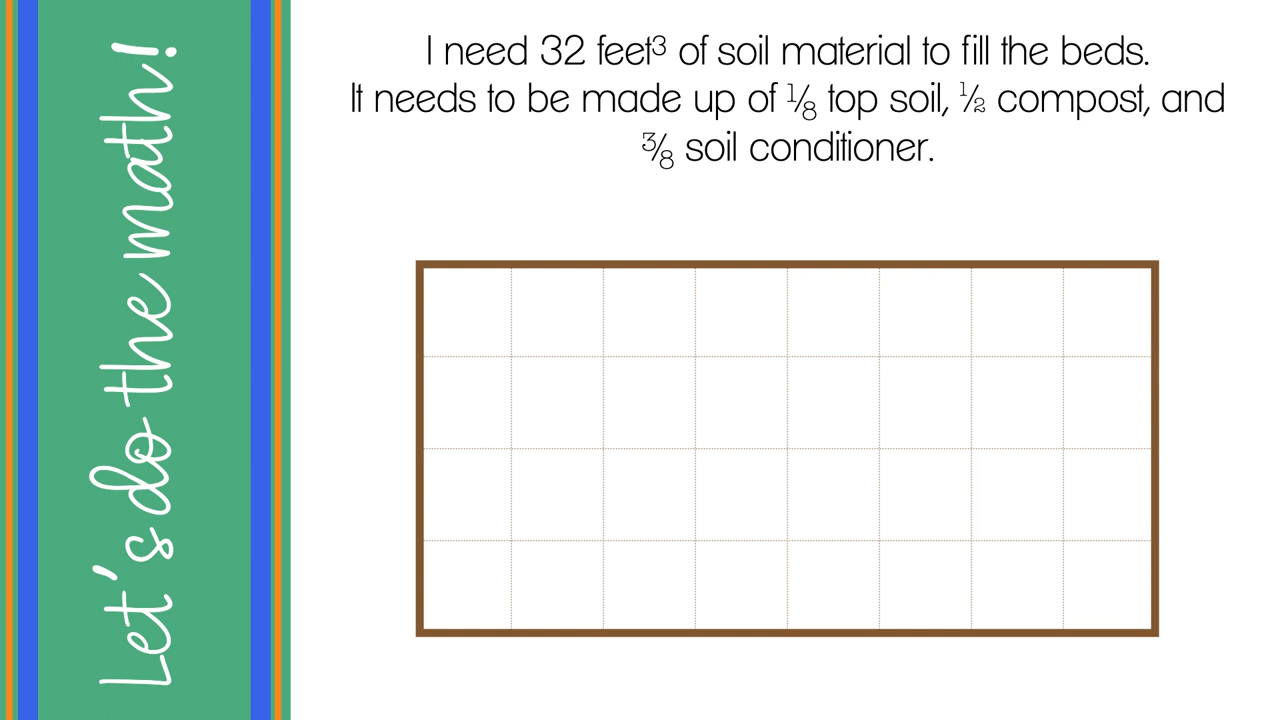 Let's do the math!
I need 32 feet³ of soil material to fill the beds.
It needs to be made up of ⅛ top soil, ½ compost, and
⅜ soil conditioner.